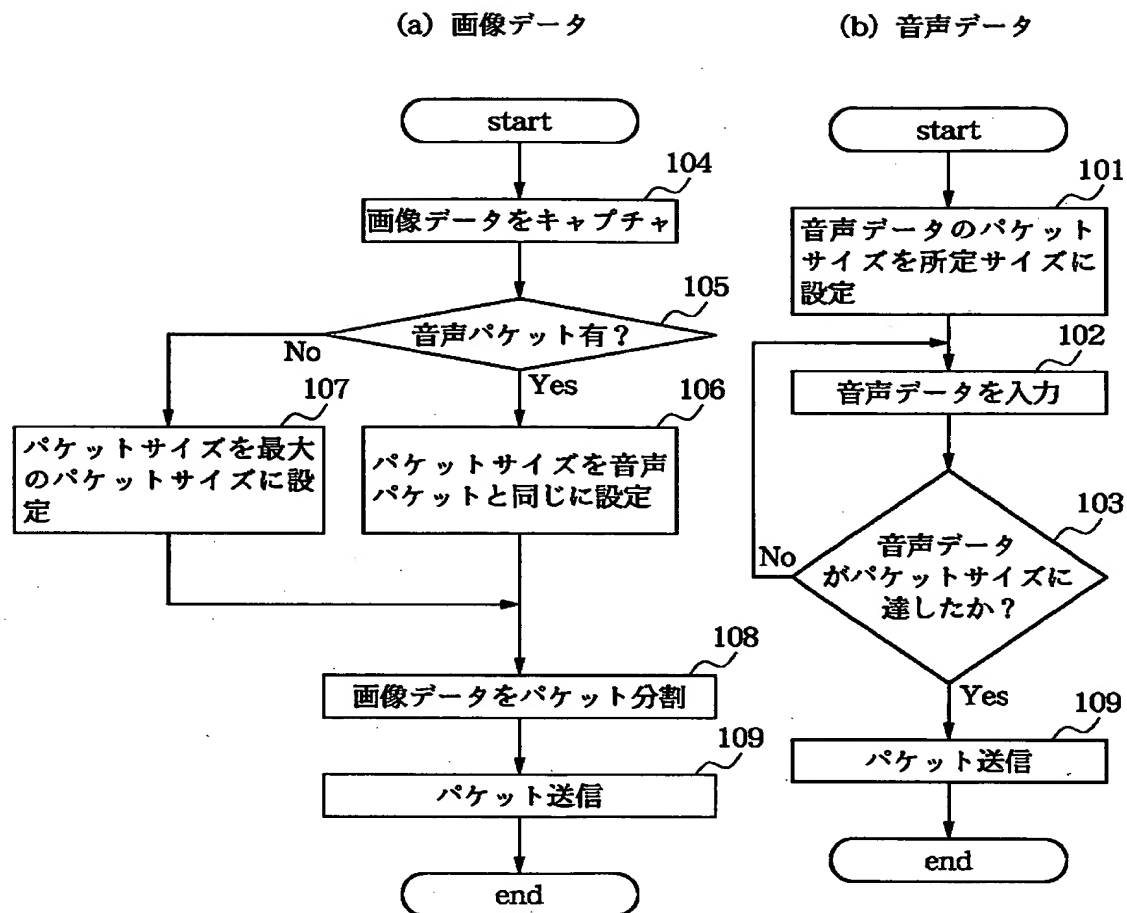 (a) 画像データ
start
104
画像データをキャプチャ
105
音声パケット有？
No
Yes
107
パケットサイズを最大
のパケットサイズに設
定
106
パケットサイズを音声
パケットと同じに設定
108
画像データをパケット分割
109
パケット送信
end
(b) 音声データ
start
101
音声データのパケット
サイズを所定サイズに
設定
102
音声データを入力
103
音声データ
がパケットサイズに
達したか？
No
Yes
109
パケット送信
end